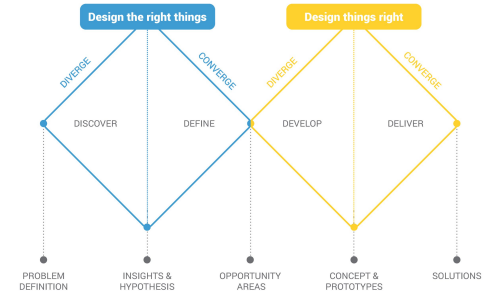 Design the right things
Design things right
DIVERGE
CONVERGE
DIVERGE
CONVERGE
DISCOVER
DEFINE
DEVELOP
DELIVER
PROBLEM
DEFINITION
INSIGHTS &
HYPOTHESIS
OPPORTUNITY
AREAS
CONCEPT &
PROTOTYPES
SOLUTIONS